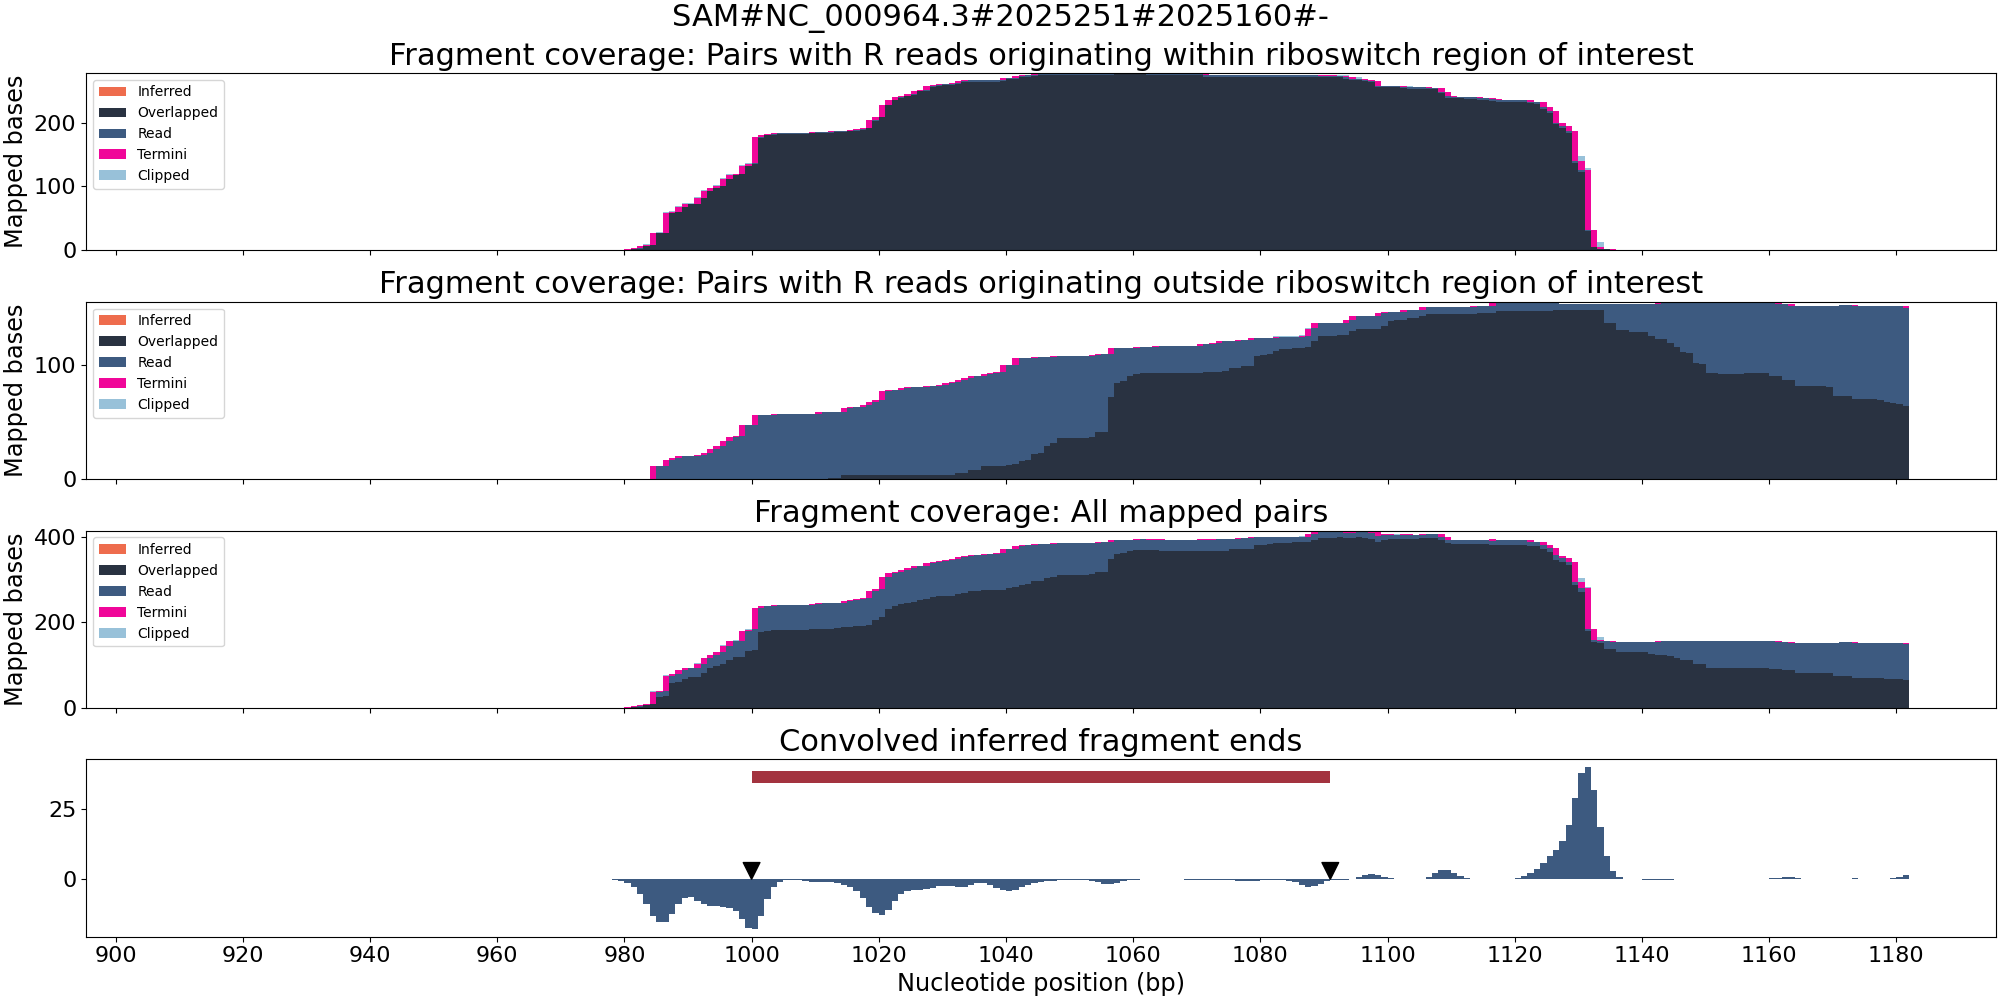 SAM#NC_000964.3#2025251#2025160#-
Fragment coverage: Pairs with R reads originating within riboswitch region of interest
Mapped bases
200
100
0
Inferred
Overlapped
Read
Termini
Clipped
Fragment coverage: Pairs with R reads originating outside riboswitch region of interest
Mapped bases
100
0
Inferred
Overlapped
Read
Termini
Clipped
Fragment coverage: All mapped pairs
Mapped bases
400
200
0
Inferred
Overlapped
Read
Termini
Clipped
Convolved inferred fragment ends
25
0
900 920 940 960 980 1000 1020 1040 1060 1080 1100 1120 1140 1160 1180
Nucleotide position (bp)